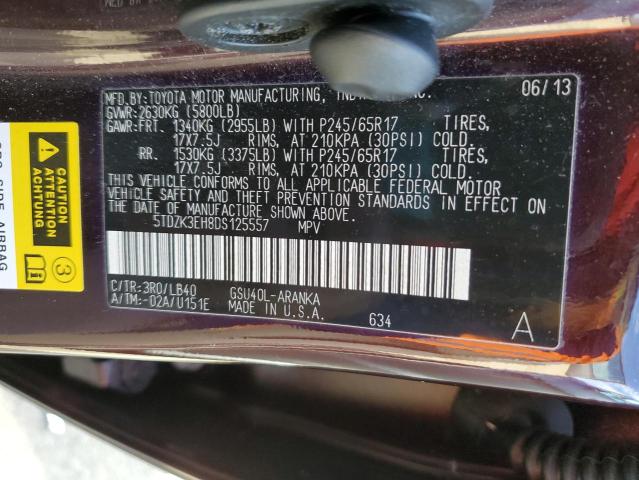 MFD.BY:TOYOTA MOTOR MANUFACTURING, INC. 06/13
GVWR:2630KG (5800LB)
GAWR:FRT. 1340KG (2955LB) WITH P245/65R17 TIRES,
17X7.5J RIMS, AT 210KPA (30PSI) COLD.
RR. 1530KG (3375LB) WITH P245/65R17 TIRES,
17X7.5J RIMS, AT 210KPA (30PSI) COLD.
THIS VEHICLE CONFORMS TO ALL APPLICABLE FEDERAL MOTOR
VEHICLE SAFETY AND THEFT PREVENTION STANDARDS IN EFFECT ON
THE DATE OF MANUFACTURE SHOWN ABOVE.
5TDZK3EH8DS125557 MPV
C/TR:3R0/LB40 GSU40L-ARANKA
A/TM:-02A/U151E MADE IN U.S.A. 634
A
CAUTION
ATTENTION
ACHTUNG
3
SRS SIDE AIRBAG